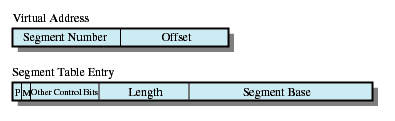 Virtual Address
Segment Number Offset
Segment Table Entry
P M Other Control Bits Length Segment Base